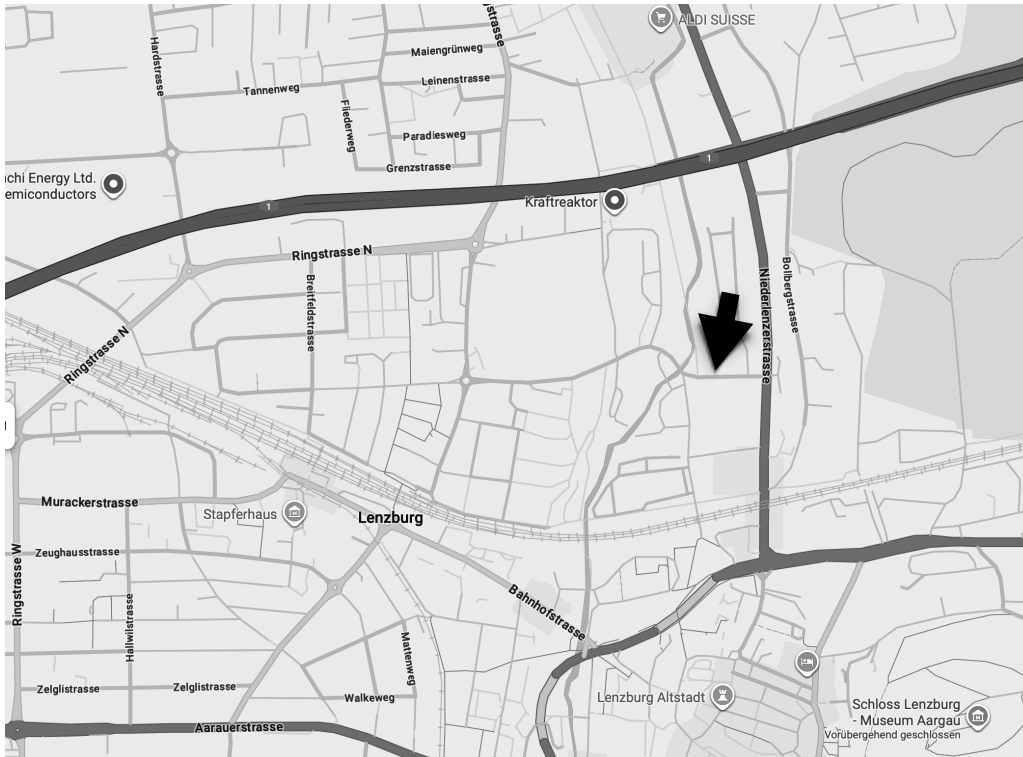 ALDI SUISSE
strasse
Hardstrasse
Maiengrünweg
Leinenstrasse
Tannenweg
Fliederweg
Paradiesweg
Grenzstrasse
1
achi Energy Ltd.
emiconductors
Kraftreaktor
1
Ringstrasse N
Breitfeldstrasse
Bollbergstrasse
Niederlenzerstrasse
Ringstrasse N
Murackerstrasse
Stapferhaus
Lenzburg
Zeughausstrasse
Ringstrasse W
Hallwilstrasse
Bahnhofstrasse
Mattenweg
Zelglistrasse
Zelglistrasse
Walkeweg
Lenzburg Altstadt
Schloss Lenzburg
- Museum Aargau
Vorübergehend geschlossen
Aarauerstrasse